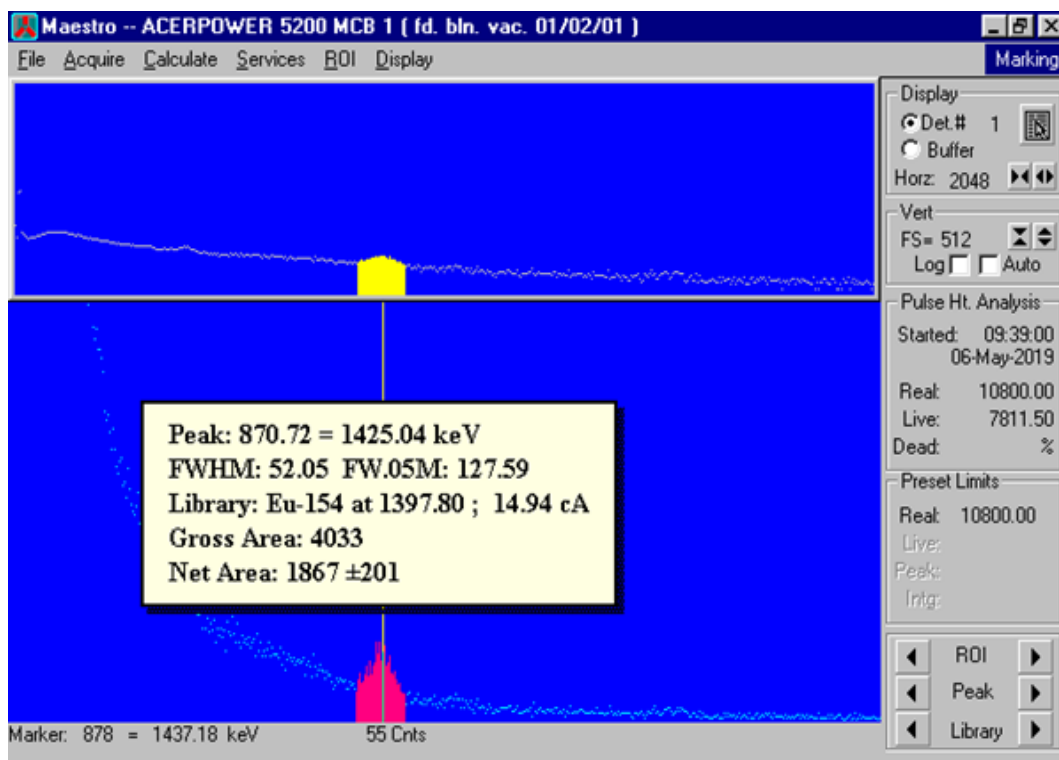 Maestro -- ACERPOWER 5200 MCB 1 ( fd. bln. vac. 01/02/01 )
File Acquire Calculate Services ROI Display
Marking
Display
Det.# 1
Buffer
Horz: 2048
Vert
FS= 512
Log Auto
Pulse Ht. Analysis
Started: 09:39:00
06-May-2019
Real: 10800.00
Live: 7811.50
Dead: %
Preset Limits
Real: 10800.00
Live:
Peak:
Intg:
ROI
Peak
Library
Peak: 870.72 = 1425.04 keV
FWHM: 52.05 FW.05M: 127.59
Library: Eu-154 at 1397.80 ; 14.94 cA
Gross Area: 4033
Net Area: 1867 ±201
Marker: 878 = 1437.18 keV 55 Cnts